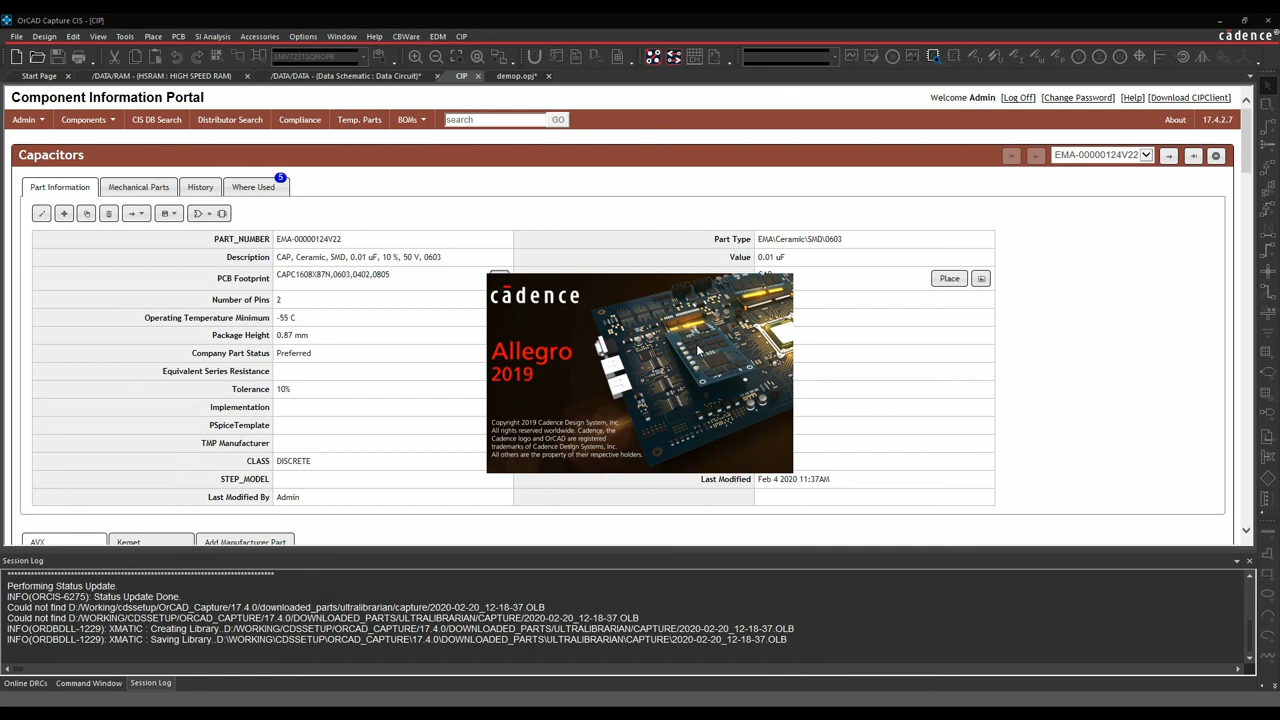 OrCAD Capture CIS - [CIP]
File Design Edit View Tools Place PCB SI Analysis Accessories Options Window Help CBWare EDM CIP
cādence®
LMV7231SQNOPB
Start Page /DATA/RAM - (HSRAM : HIGH SPEED RAM) /DATA/DATA - (Data Schematic : Data Circuit)* CIP demop.opj*
Component Information Portal
Welcome Admin [Log Off] [Change Password] [Help] [Download CIPClient]
Admin Components CIS DB Search Distributor Search Compliance Temp. Parts BOMs search GO About 17.4.2.7
Capacitors
EMA-00000124V22
Part Information Mechanical Parts History Where Used 5
PART_NUMBER EMA-00000124V22 Part Type EMA\Ceramic\SMD\0603
Description CAP, Ceramic, SMD, 0.01 uF, 10 %, 50 V, 0603 Value 0.01 uF
PCB Footprint CAPC1608X87N,0603,0402,0805 Place
Number of Pins 2
Operating Temperature Minimum -55 C
Package Height 0.87 mm
Company Part Status Preferred
Equivalent Series Resistance
Tolerance 10%
Implementation
PSpiceTemplate
TMP Manufacturer
CLASS DISCRETE
STEP_MODEL Last Modified Feb 4 2020 11:37AM
Last Modified By Admin
cādence
Allegro
2019
Copyright 2019 Cadence Design System, Inc.
All rights reserved worldwide. Cadence, the
Cadence logo and OrCAD are registered
trademarks of Cadence Design Systems, Inc.
All others are the property of their respective holders.
AVX Kemet Add Manufacturer Part
Session Log
Performing Status Update.
INFO(ORCIS-6275): Status Update Done.
Could not find D:/Working/cdssetup/OrCAD_Capture/17.4.0/downloaded_parts/ultralibrarian/capture/2020-02-20_12-18-37.OLB
Could not find D:/WORKING/CDSSETUP/ORCAD_CAPTURE/17.4.0/DOWNLOADED_PARTS/ULTRALIBRARIAN/CAPTURE/2020-02-20_12-18-37.OLB
INFO(ORDBDLL-1229): XMATIC : Creating Library..D:/WORKING/CDSSETUP/ORCAD_CAPTURE/17.4.0/DOWNLOADED_PARTS/ULTRALIBRARIAN/CAPTURE/2020-02-20_12-18-37.OLB
INFO(ORDBDLL-1229): XMATIC : Saving Library..D:\WORKING\CDSSETUP\ORCAD_CAPTURE\17.4.0\DOWNLOADED_PARTS\ULTRALIBRARIAN\CAPTURE\2020-02-20_12-18-37.OLB
Online DRCs Command Window Session Log